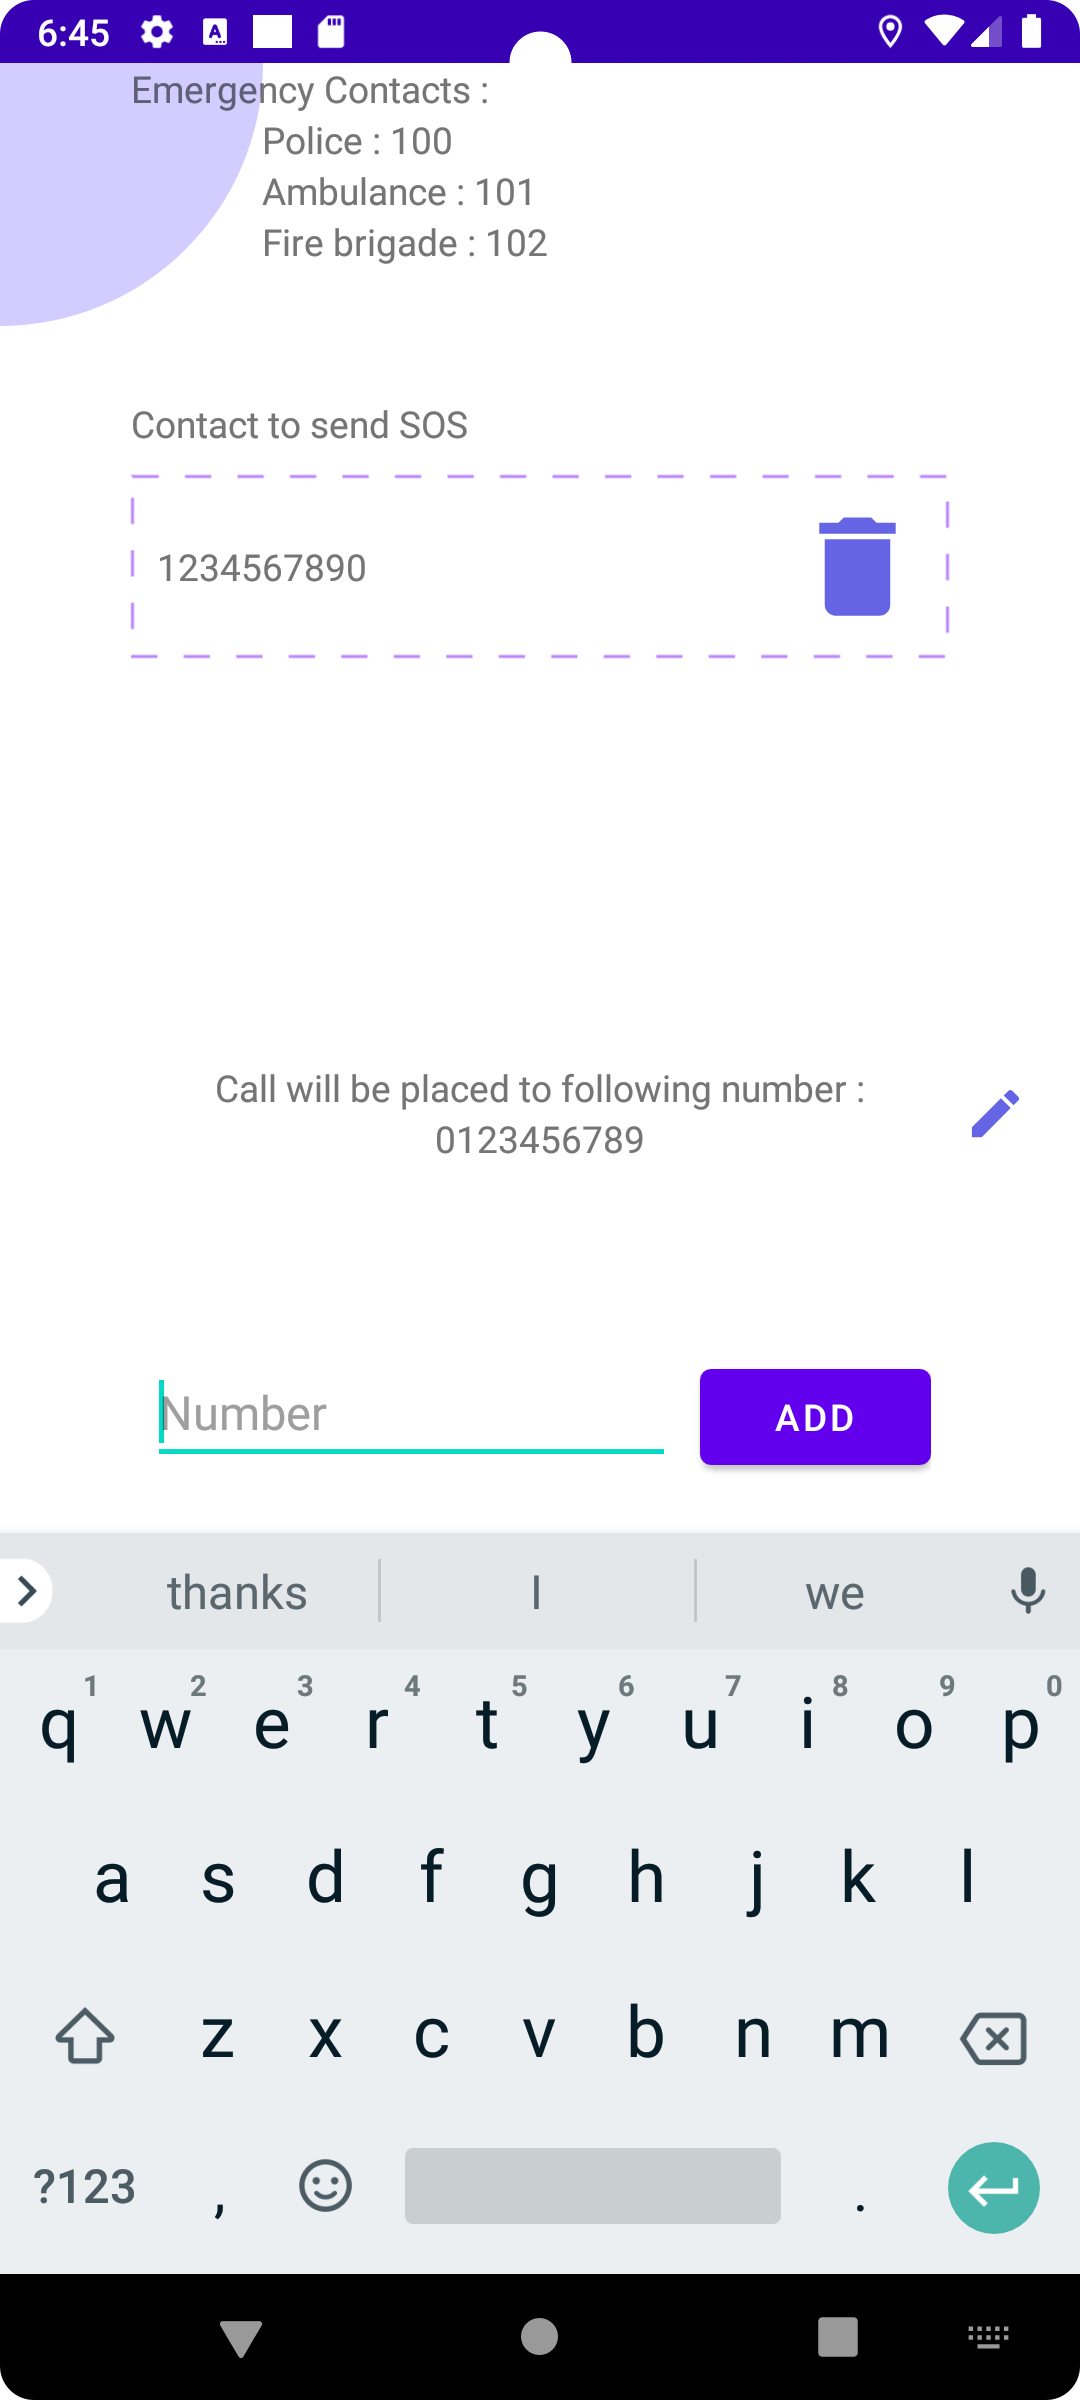 6:45
Emergency Contacts :
Police : 100
Ambulance : 101
Fire brigade : 102
Contact to send SOS
1234567890
Call will be placed to following number :
0123456789
Number
ADD
thanks I we
1 2 3 4 5 6 7 8 9 0
q w e r t y u i o p
a s d f g h j k l
z x c v b n m
?123 , .